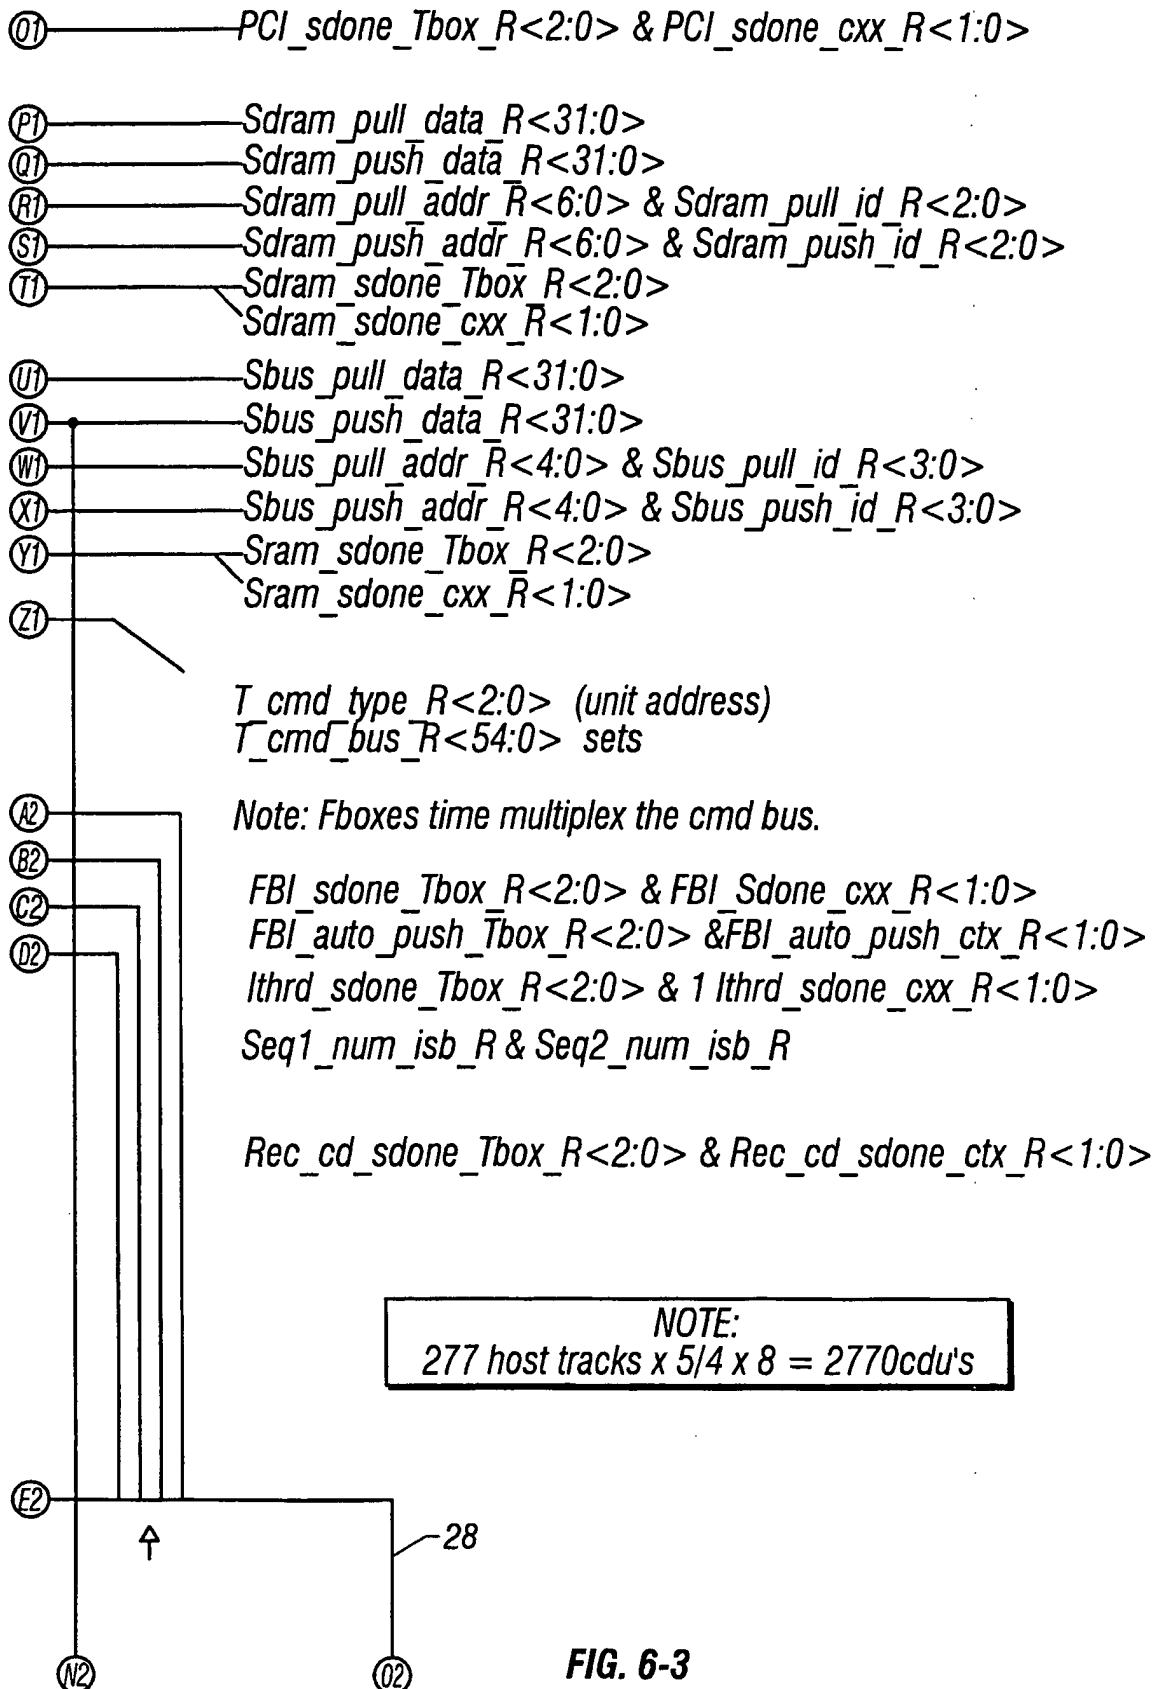 O1 PCI_sdone_Tbox_R<2:0> & PCI_sdone_cxx_R<1:0>
P1 Sdram_pull_data_R<31:0>
Q1 Sdram_push_data_R<31:0>
R1 Sdram_pull_addr_R<6:0> & Sdram_pull_id_R<2:0>
S1 Sdram_push_addr_R<6:0> & Sdram_push_id_R<2:0>
T1 Sdram_sdone_Tbox_R<2:0>
Sdram_sdone_cxx_R<1:0>
U1 Sbus_pull_data_R<31:0>
V1 Sbus_push_data_R<31:0>
W1 Sbus_pull_addr_R<4:0> & Sbus_pull_id_R<3:0>
X1 Sbus_push_addr_R<4:0> & Sbus_push_id_R<3:0>
Y1 Sram_sdone_Tbox_R<2:0>
Sram_sdone_cxx_R<1:0>
Z1
T_cmd_type_R<2:0> (unit address)
T_cmd_bus_R<54:0> sets
A2 Note: Fboxes time multiplex the cmd bus.
B2
FBI_sdone_Tbox_R<2:0> & FBI_Sdone_cxx_R<1:0>
C2
FBI_auto_push_Tbox_R<2:0> &FBI_auto_push_ctx_R<1:0>
D2
Ithrd_sdone_Tbox_R<2:0> & 1 Ithrd_sdone_cxx_R<1:0>
Seq1_num_isb_R & Seq2_num_isb_R
Rec_cd_sdone_Tbox_R<2:0> & Rec_cd_sdone_ctx_R<1:0>
NOTE:
277 host tracks x 5/4 x 8 = 2770cdu's
E2
28
N2 O2
FIG. 6-3